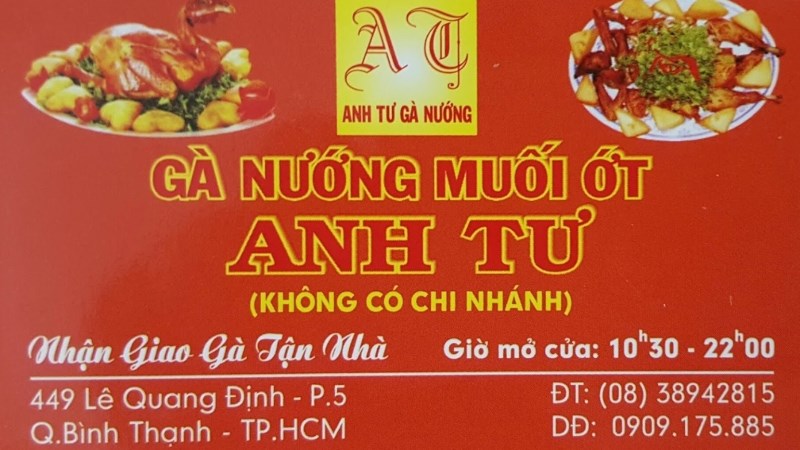 AT
ANH TƯ GÀ NƯỚNG
GÀ NƯỚNG MUỐI ỚT
ANH TƯ
(KHÔNG CÓ CHI NHÁNH)
Nhận Giao Gà Tận Nhà
Giờ mở cửa: 10h30 - 22h00
449 Lê Quang Định - P.5
ĐT: (08) 38942815
Q.Bình Thạnh - TP.HCM
DĐ: 0909.175.885